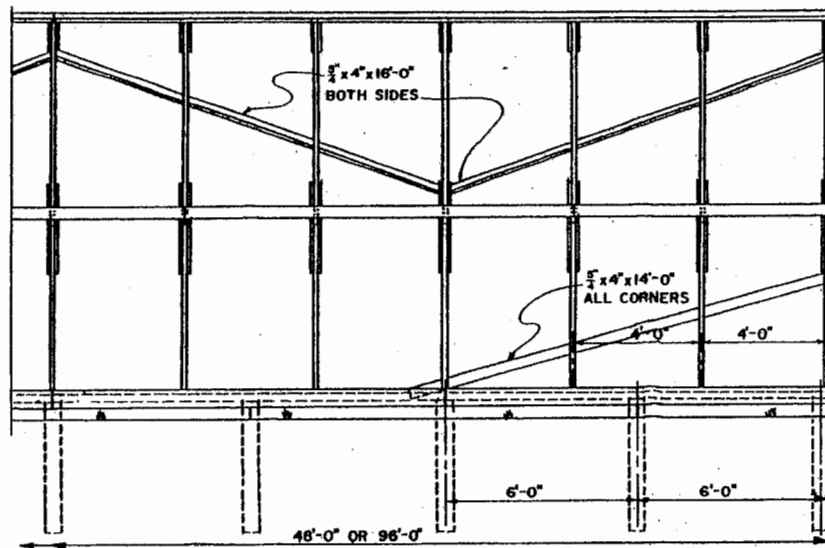 5/4" x 4" x 16'-0"
BOTH SIDES
5/4" x 4" x 14'-0"
ALL CORNERS
4'-0" 4'-0"
6'-0" 6'-0"
48'-0" OR 96'-0"